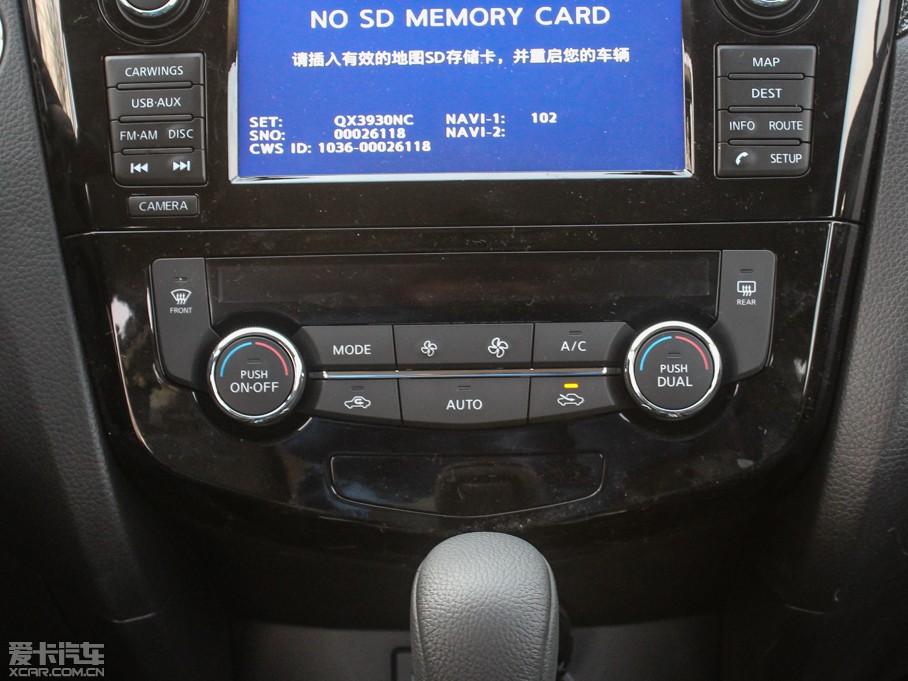 NO SD MEMORY CARD
请插入有效的地图SD存储卡，并重启您的车辆
SET: QX3930NC NAVI-1: 102
SNO: 00026118 NAVI-2:
CWS ID: 1036-00026118
CARWINGS
USB·AUX
FM·AM DISC
CAMERA
MAP
DEST
INFO ROUTE
SETUP
FRONT
REAR
MODE
A/C
PUSH
ON·OFF
AUTO
PUSH
DUAL
爱卡汽车
XCAR.COM.CN